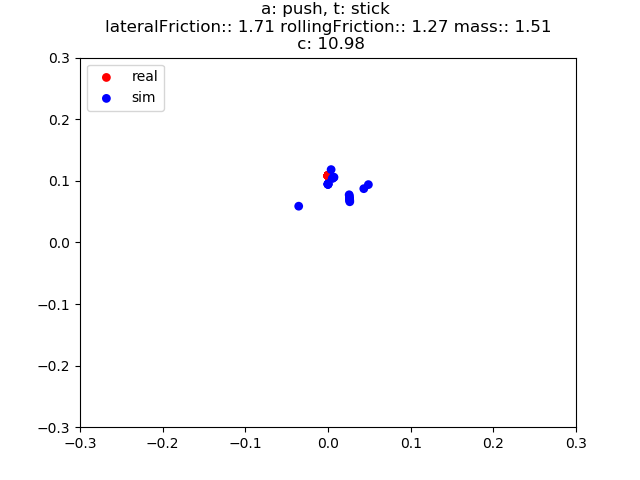 a: push, t: stick
lateralFriction:: 1.71 rollingFriction:: 1.27 mass:: 1.51
c: 10.98
real
sim
0.3
0.2
0.1
0.0
−0.1
−0.2
−0.3
−0.3
−0.2
−0.1
0.0
0.1
0.2
0.3